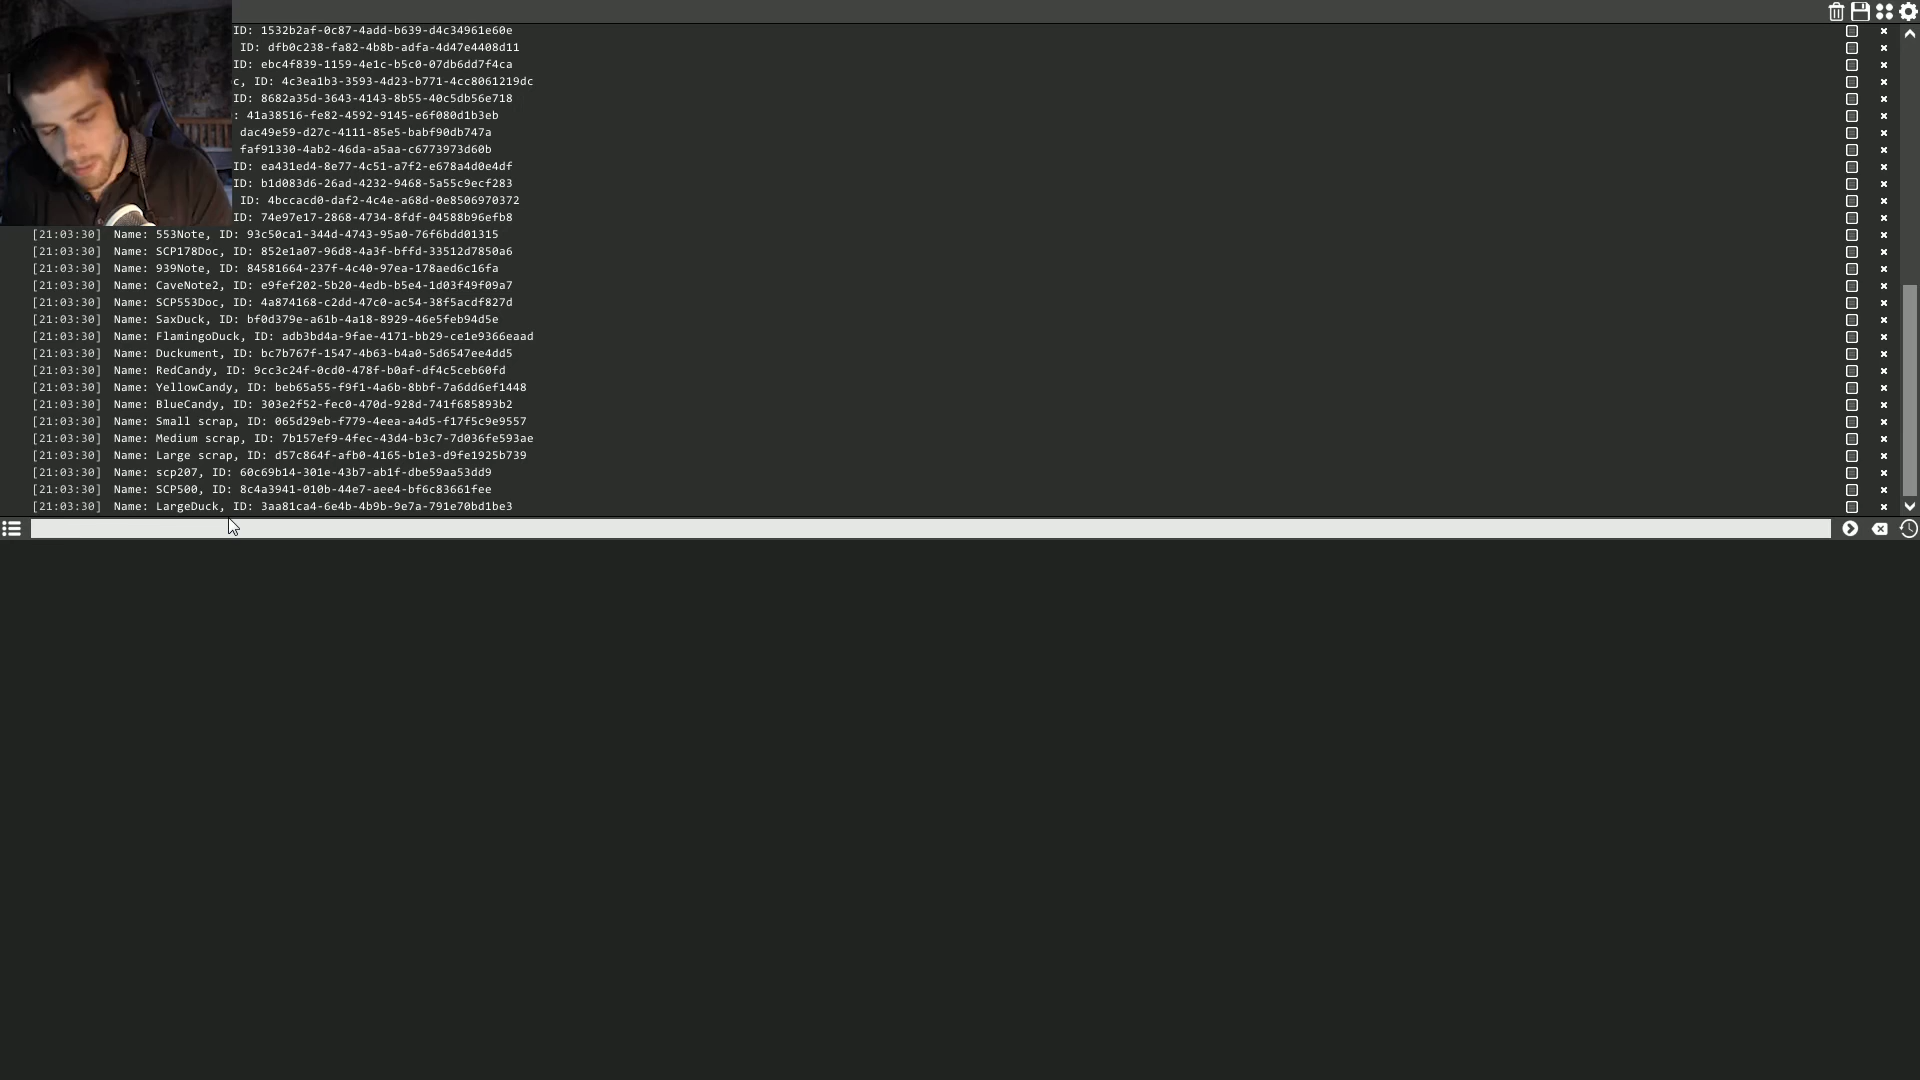 ID: 1532b2af-0c87-4add-b639-d4c34961e60e
ID: dfb0c238-fa82-4b8b-adfa-4d47e4408d11
ID: ebc4f839-1159-4e1c-b5c0-07db6dd7f4ca
c, ID: 4c3ea1b3-3593-4d23-b771-4cc8061219dc
ID: 8682a35d-3643-4143-8b55-40c5db56e718
: 41a38516-fe82-4592-9145-e6f080d1b3eb
dac49e59-d27c-4111-85e5-babf90db747a
faf91330-4ab2-46da-a5aa-c6773973d60b
ID: ea431ed4-8e77-4c51-a7f2-e678a4d0e4df
ID: b1d083d6-26ad-4232-9468-5a55c9ecf283
ID: 4bccacd0-daf2-4c4e-a68d-0e8506970372
ID: 74e97e17-2868-4734-8fdf-04588b96efb8
[21:03:30] Name: 553Note, ID: 93c50ca1-344d-4743-95a0-76f6bdd01315
[21:03:30] Name: SCP178Doc, ID: 852e1a07-96d8-4a3f-bffd-33512d7850a6
[21:03:30] Name: 939Note, ID: 84581664-237f-4c40-97ea-178aed6c16fa
[21:03:30] Name: CaveNote2, ID: e9fef202-5b20-4edb-b5e4-1d03f49f09a7
[21:03:30] Name: SCP553Doc, ID: 4a874168-c2dd-47c0-ac54-38f5acdf827d
[21:03:30] Name: SaxDuck, ID: bf0d379e-a61b-4a18-8929-46e5feb94d5e
[21:03:30] Name: FlamingoDuck, ID: adb3bd4a-9fae-4171-bb29-ce1e9366eaad
[21:03:30] Name: Duckument, ID: bc7b767f-1547-4b63-b4a0-5d6547ee4dd5
[21:03:30] Name: RedCandy, ID: 9cc3c24f-0cd0-478f-b0af-df4c5ceb60fd
[21:03:30] Name: YellowCandy, ID: beb65a55-f9f1-4a6b-8bbf-7a6dd6ef1448
[21:03:30] Name: BlueCandy, ID: 303e2f52-fec0-470d-928d-741f685893b2
[21:03:30] Name: Small scrap, ID: 065d29eb-f779-4eea-a4d5-f17f5c9e9557
[21:03:30] Name: Medium scrap, ID: 7b157ef9-4fec-43d4-b3c7-7d036fe593ae
[21:03:30] Name: Large scrap, ID: d57c864f-afb0-4165-b1e3-d9fe1925b739
[21:03:30] Name: scp207, ID: 60c69b14-301e-43b7-ab1f-dbe59aa53dd9
[21:03:30] Name: SCP500, ID: 8c4a3941-010b-44e7-aee4-bf6c83661fee
[21:03:30] Name: LargeDuck, ID: 3aa81ca4-6e4b-4b9b-9e7a-791e70bd1be3